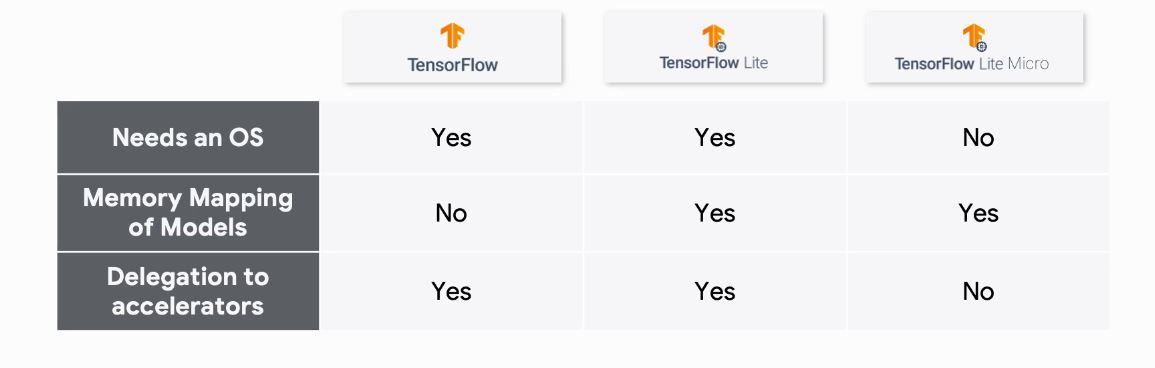 TensorFlow
TensorFlow Lite
TensorFlow Lite Micro
Needs an OS
Yes
Yes
No
Memory Mapping
of Models
No
Yes
Yes
Delegation to
accelerators
Yes
Yes
No